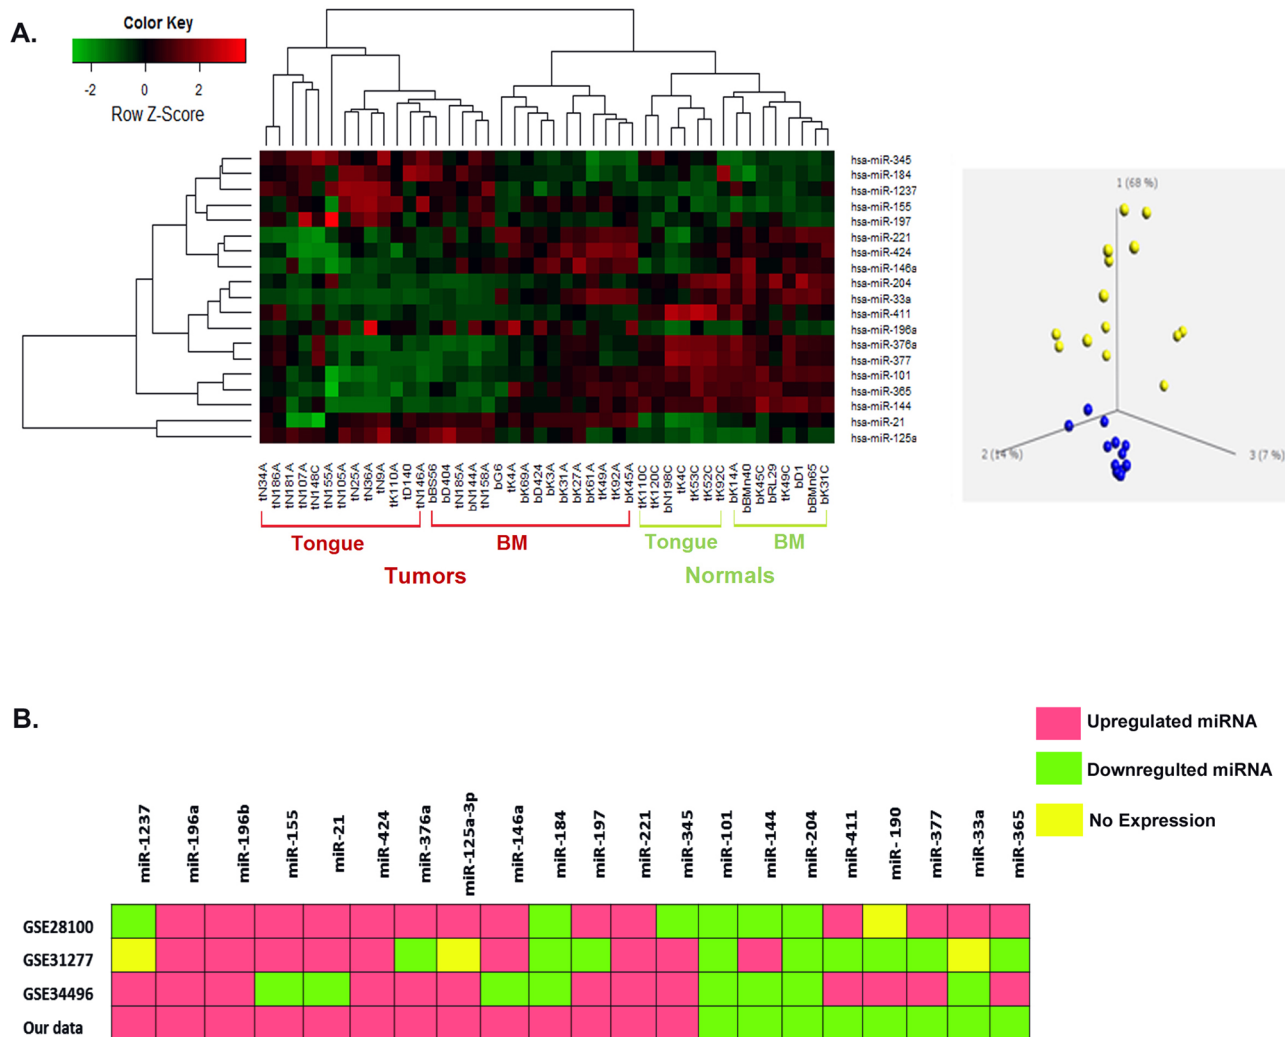 A.
Color Key
-2 0 2
Row Z-Score
hsa-miR-345
hsa-miR-184
hsa-miR-1237
hsa-miR-155
hsa-miR-197
hsa-miR-221
hsa-miR-424
hsa-miR-146a
hsa-miR-204
hsa-miR-33a
hsa-miR-411
hsa-miR-196a
hsa-miR-376a
hsa-miR-377
hsa-miR-101
hsa-miR-365
hsa-miR-144
hsa-miR-21
hsa-miR-125a
tN34A
tN186A
tN181A
tN107A
tN148C
tN155A
tN105A
tN25A
tN36A
tN9A
tK110A
tD140
tN146A
bBS56
bD404
tN185A
bN144A
tN158A
bG6
tK4A
bK69A
bD424
bK3A
bK31A
bK27A
bK61A
tK49A
tK92A
bK45A
tK110C
tK120C
bN198C
tK4C
tK53C
tK52C
tK92C
bK14A
bBMn40
bK45C
bRL29
tK49C
bD1
bBMn65
bK31C
Tongue BM Tongue BM
Tumors Normals
1 (68 %)
2 (14 %)
3 (7 %)
B.
Upregulated miRNA
Downregulted miRNA
No Expression
miR-1237
miR-196a
miR-196b
miR-155
miR-21
miR-424
miR-376a
miR-125a-3p
miR-146a
miR-184
miR-197
miR-221
miR-345
miR-101
miR-144
miR-204
miR-411
miR- 190
miR-377
miR-33a
miR-365
GSE28100
GSE31277
GSE34496
Our data